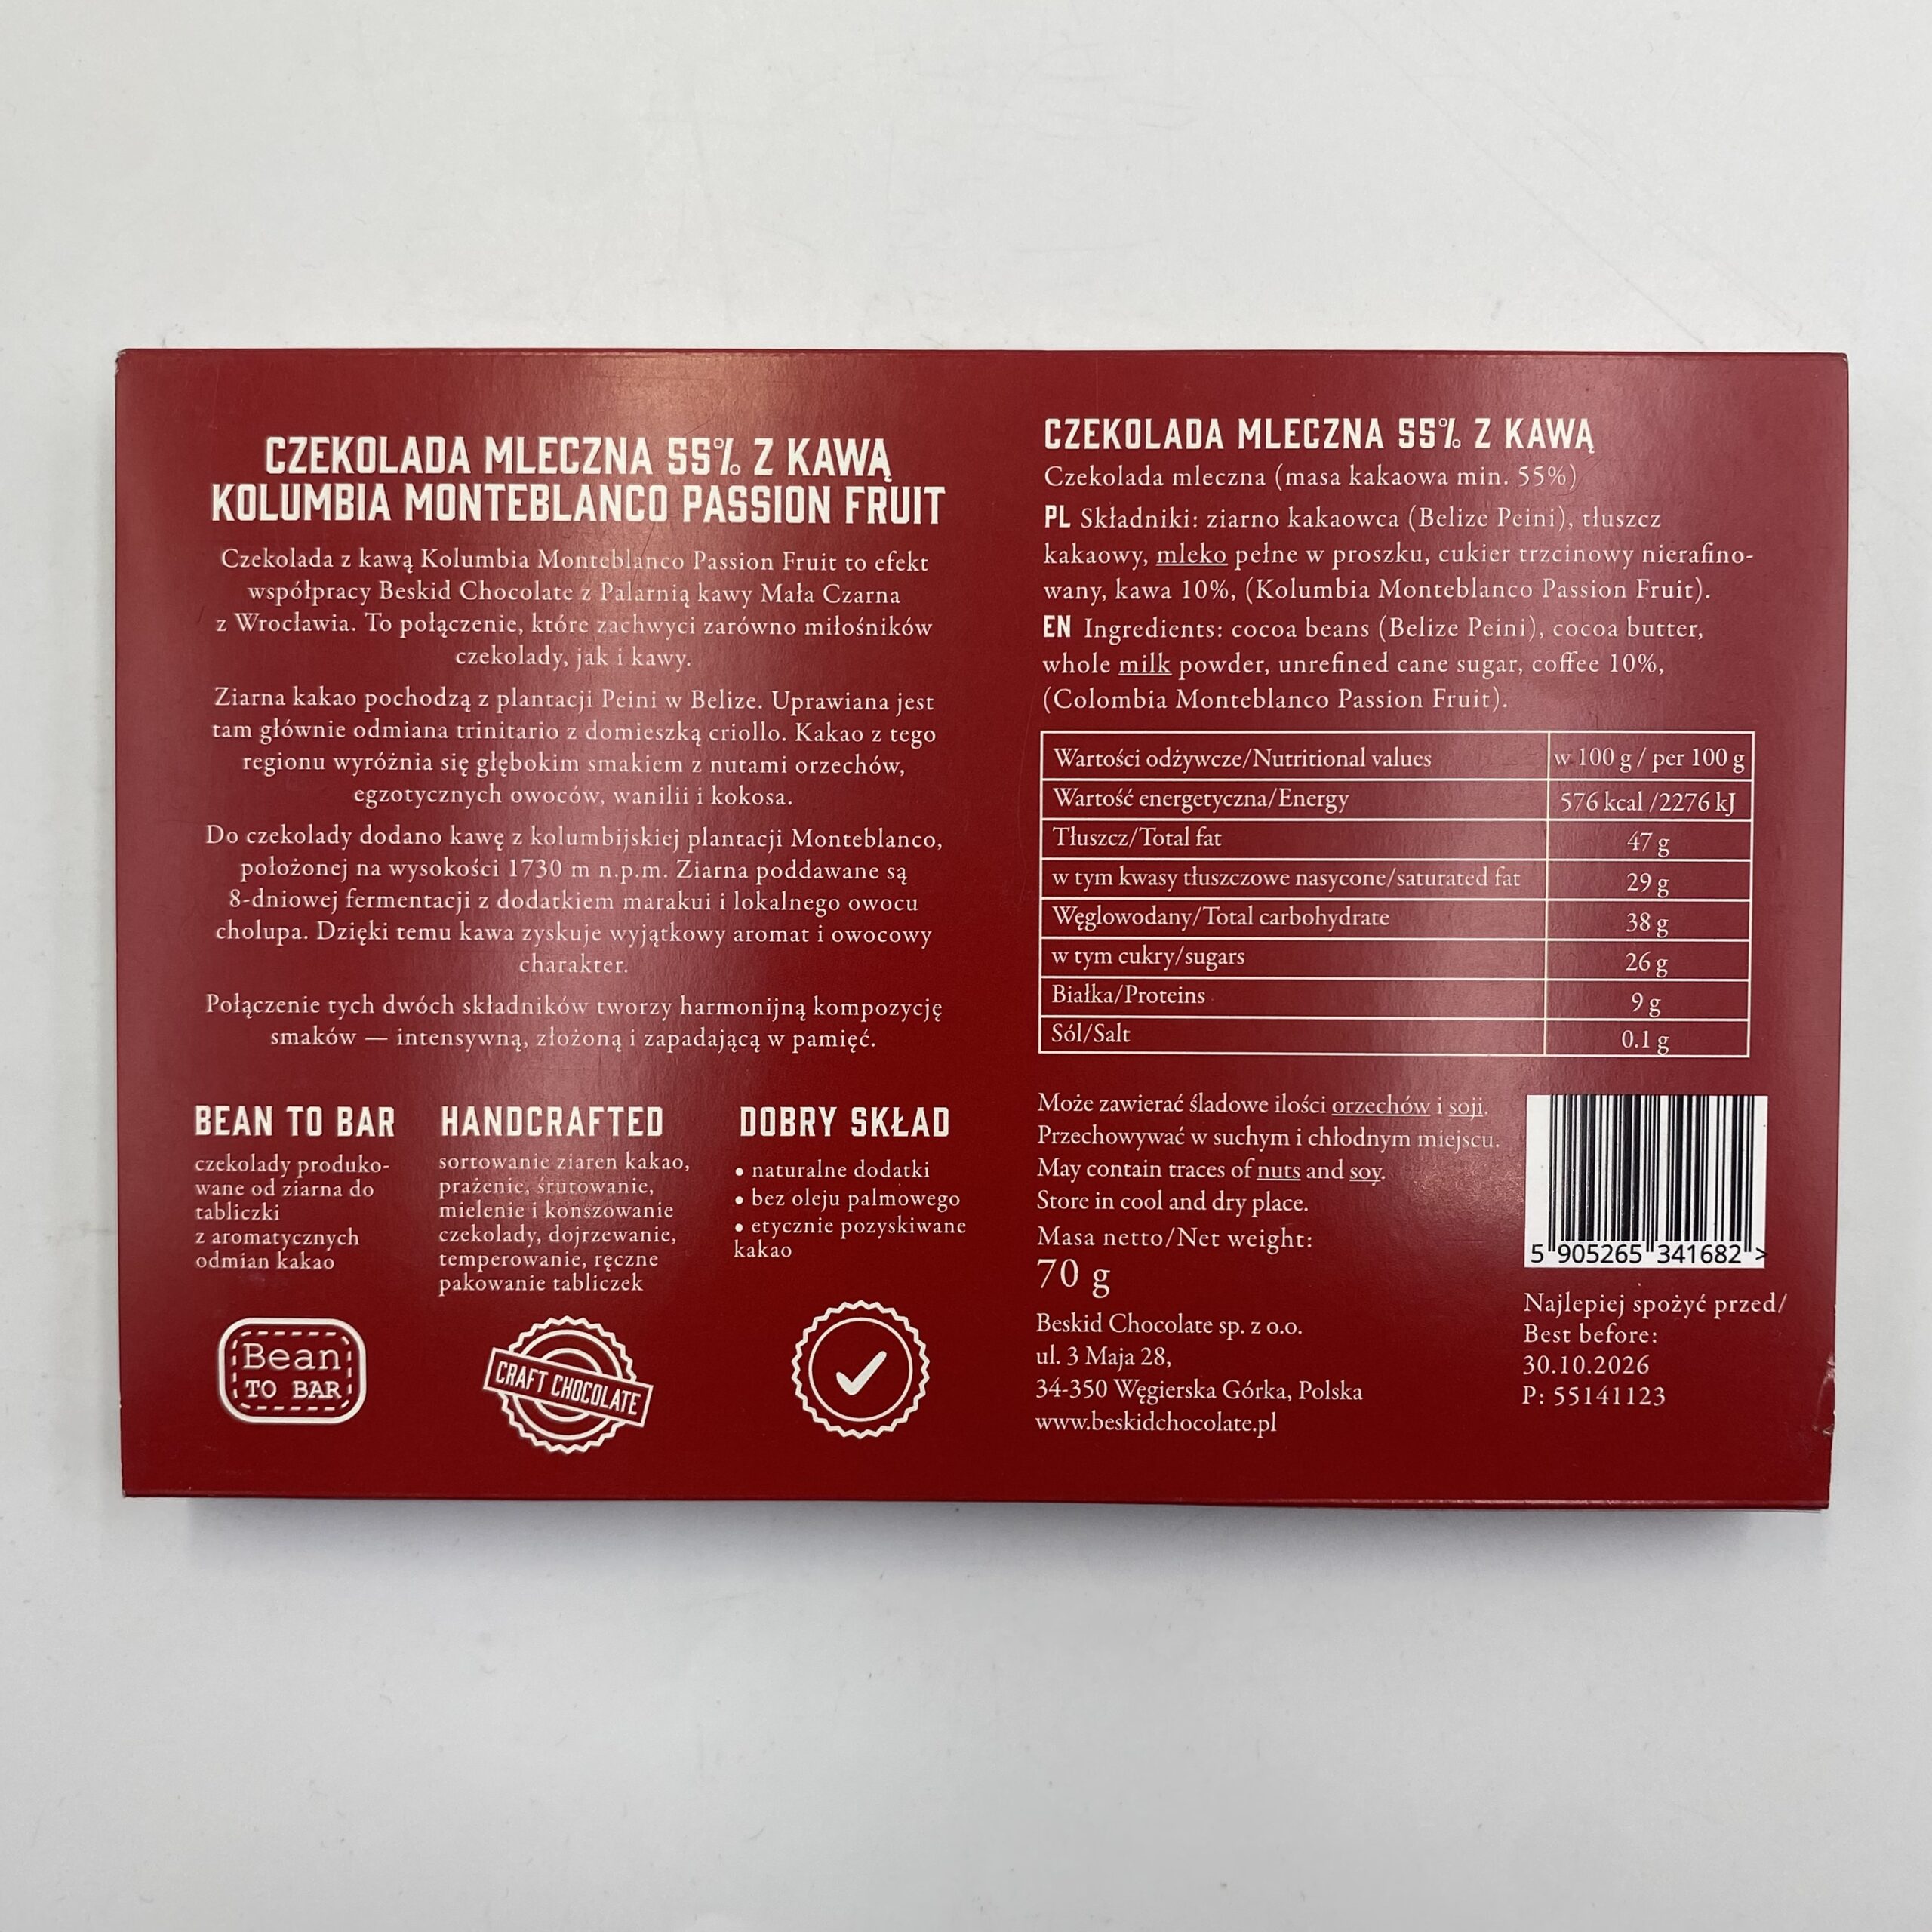 CZEKOLADA MLECZNA 55% Z KAWĄ
KOLUMBIA MONTEBLANCO PASSION FRUIT
Czekolada z kawą Kolumbia Monteblanco Passion Fruit to efekt
współpracy Beskid Chocolate z Palarnią kawy Mała Czarna
z Wrocławia. To połączenie, które zachwyci zarówno miłośników
czekolady, jak i kawy.
Ziarna kakao pochodzą z plantacji Peini w Belize. Uprawiana jest
tam głównie odmiana trinitario z domieszką criollo. Kakao z tego
regionu wyróżnia się głębokim smakiem z nutami orzechów,
egzotycznych owoców, wanilii i kokosa.
Do czekolady dodano kawę z kolumbijskiej plantacji Monteblanco,
położonej na wysokości 1730 m n.p.m. Ziarna poddawane są
8-dniowej fermentacji z dodatkiem marakui i lokalnego owocu
cholupa. Dzięki temu kawa zyskuje wyjątkowy aromat i owocowy
charakter.
Połączenie tych dwóch składników tworzy harmonijną kompozycję
smaków — intensywną, złożoną i zapadającą w pamięć.
BEAN TO BAR
czekolady produko-
wane od ziarna do
tabliczki
z aromatycznych
odmian kakao
Bean
TO BAR
HANDCRAFTED
sortowanie ziaren kakao,
prażenie, śrutowanie,
mielenie i konszowanie
czekolady, dojrzewanie,
temperowanie, ręczne
pakowanie tabliczek
CRAFT CHOCOLATE
DOBRY SKŁAD
• naturalne dodatki
• bez oleju palmowego
• etycznie pozyskiwane
kakao
CZEKOLADA MLECZNA 55% Z KAWĄ
Czekolada mleczna (masa kakaowa min. 55%)
PL Składniki: ziarno kakaowca (Belize Peini), tłuszcz
kakaowy, mleko pełne w proszku, cukier trzcinowy nierafino-
wany, kawa 10%, (Kolumbia Monteblanco Passion Fruit).
EN Ingredients: cocoa beans (Belize Peini), cocoa butter,
whole milk powder, unrefined cane sugar, coffee 10%,
(Colombia Monteblanco Passion Fruit).
Wartości odżywcze/Nutritional values w 100 g / per 100 g
Wartość energetyczna/Energy 576 kcal /2276 kJ
Tłuszcz/Total fat 47 g
w tym kwasy tłuszczowe nasycone/saturated fat 29 g
Węglowodany/Total carbohydrate 38 g
w tym cukry/sugars 26 g
Białka/Proteins 9 g
Sól/Salt 0.1 g
Może zawierać śladowe ilości orzechów i soji.
Przechowywać w suchym i chłodnym miejscu.
May contain traces of nuts and soy.
Store in cool and dry place.
Masa netto/Net weight:
70 g
Beskid Chocolate sp. z o.o.
ul. 3 Maja 28,
34-350 Węgierska Górka, Polska
www.beskidchocolate.pl
5 905265 341682 >
Najlepiej spożyć przed/
Best before:
30.10.2026
P: 55141123